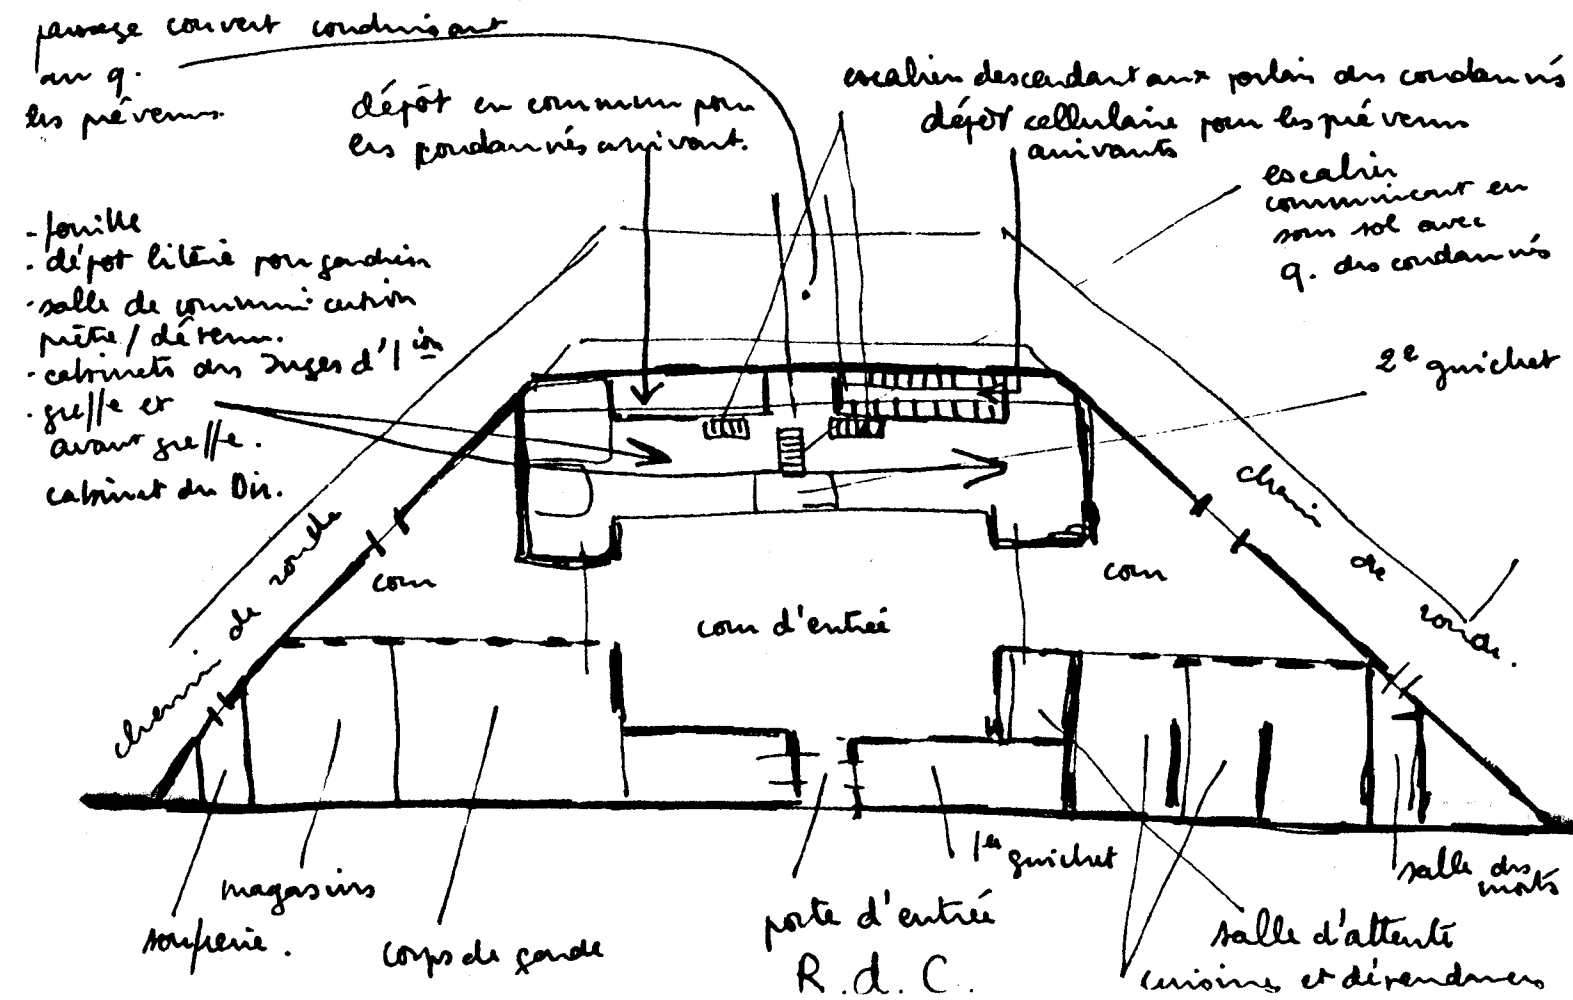 passage couvert conduisant
au q.
les prévenus.
dépôt en commun pour
les condamnés arrivant.
escalier descendant aux parloirs des condamnés
dépôt cellulaire pour les prévenus
arrivants
escalier
communicant en
sous sol avec
q. des condamnés
- fouille
- dépot literie pour gardien
- salle de communication
prêtre / détenu.
- cabinets des Juges d'Iion
- greffe et
avant greffe.
cabinet du Dir.
2e guichet
chemin de ronde
chemin de ronde.
cour
cour
cour d'entrée
1er guichet
salle des
morts
magasins
soufrerie.
corps de garde
porte d'entrée
salle d'attente
cuisines et dépendances
R.d.C.